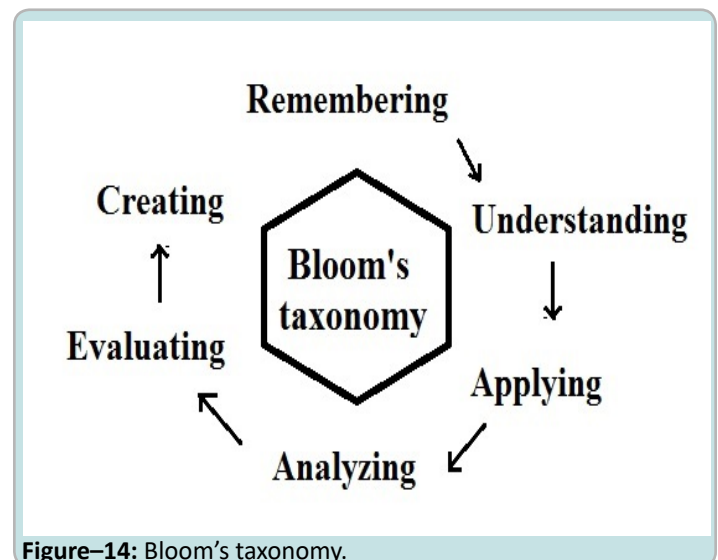 Remembering
Understanding
Applying
Analyzing
Evaluating
Creating
Bloom's
taxonomy
Figure–14: Bloom’s taxonomy.